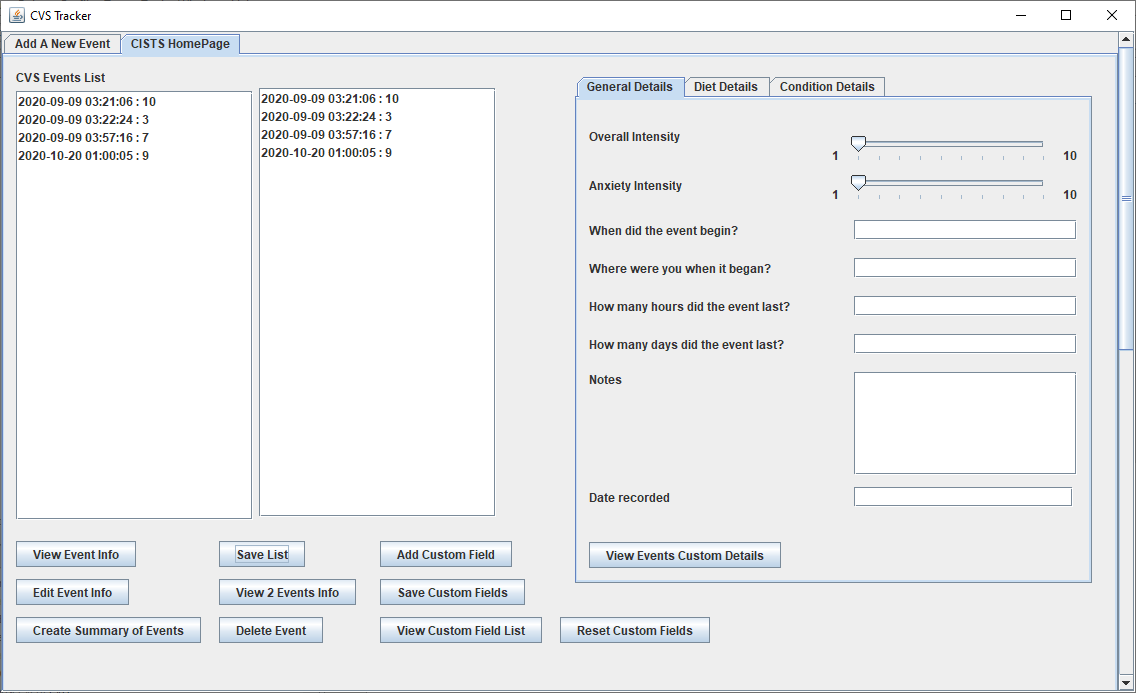 CVS Tracker
Add A New Event
CISTS HomePage
CVS Events List
2020-09-09 03:21:06 : 10
2020-09-09 03:22:24 : 3
2020-09-09 03:57:16 : 7
2020-10-20 01:00:05 : 9
2020-09-09 03:21:06 : 10
2020-09-09 03:22:24 : 3
2020-09-09 03:57:16 : 7
2020-10-20 01:00:05 : 9
General Details
Diet Details
Condition Details
Overall Intensity
1
10
Anxiety Intensity
1
10
When did the event begin?
Where were you when it began?
How many hours did the event last?
How many days did the event last?
Notes
Date recorded
View Events Custom Details
View Event Info
Save List
Add Custom Field
Edit Event Info
View 2 Events Info
Save Custom Fields
Create Summary of Events
Delete Event
View Custom Field List
Reset Custom Fields